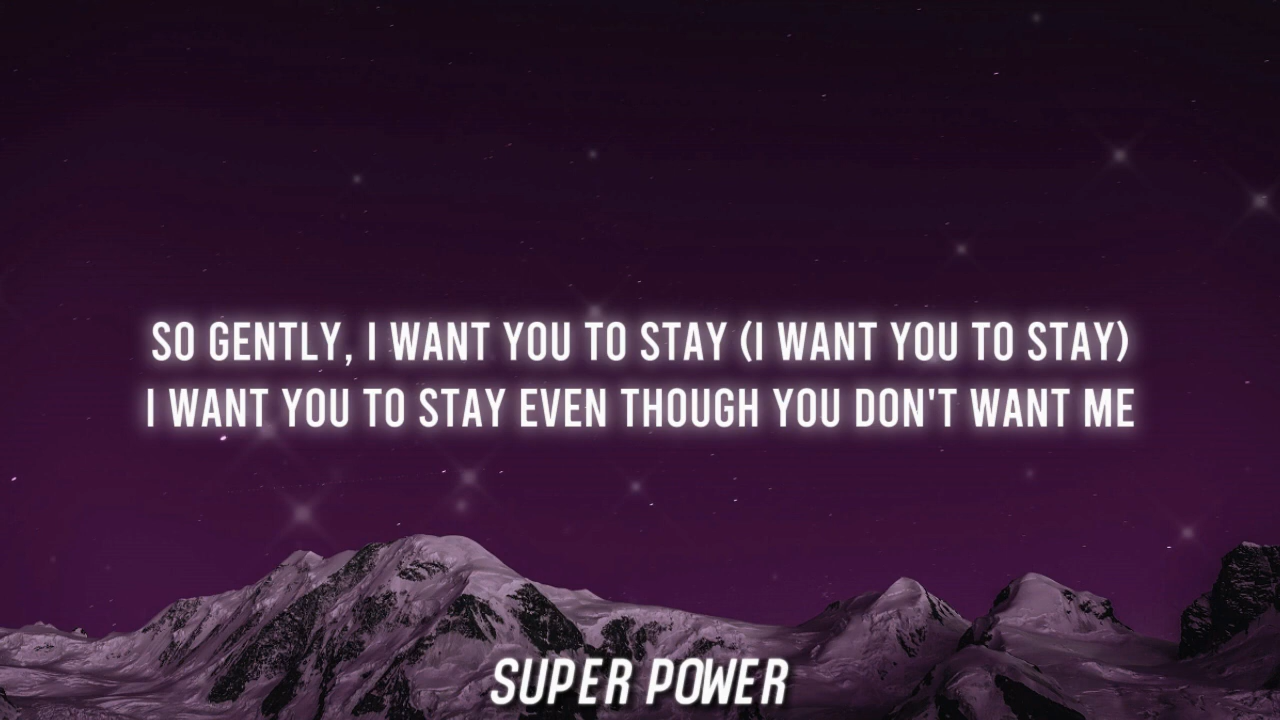 SO GENTLY, I WANT YOU TO STAY (I WANT YOU TO STAY)
I WANT YOU TO STAY EVEN THOUGH YOU DON'T WANT ME
SUPER POWER